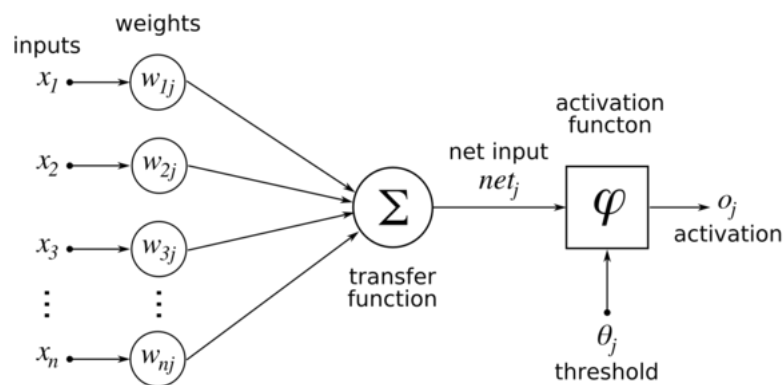 weights
inputs
x1
w1j
x2
w2j
x3
w3j
xn
wnj
Σ
transfer
function
net input
netj
activation
functon
φ
oj
activation
θj
threshold